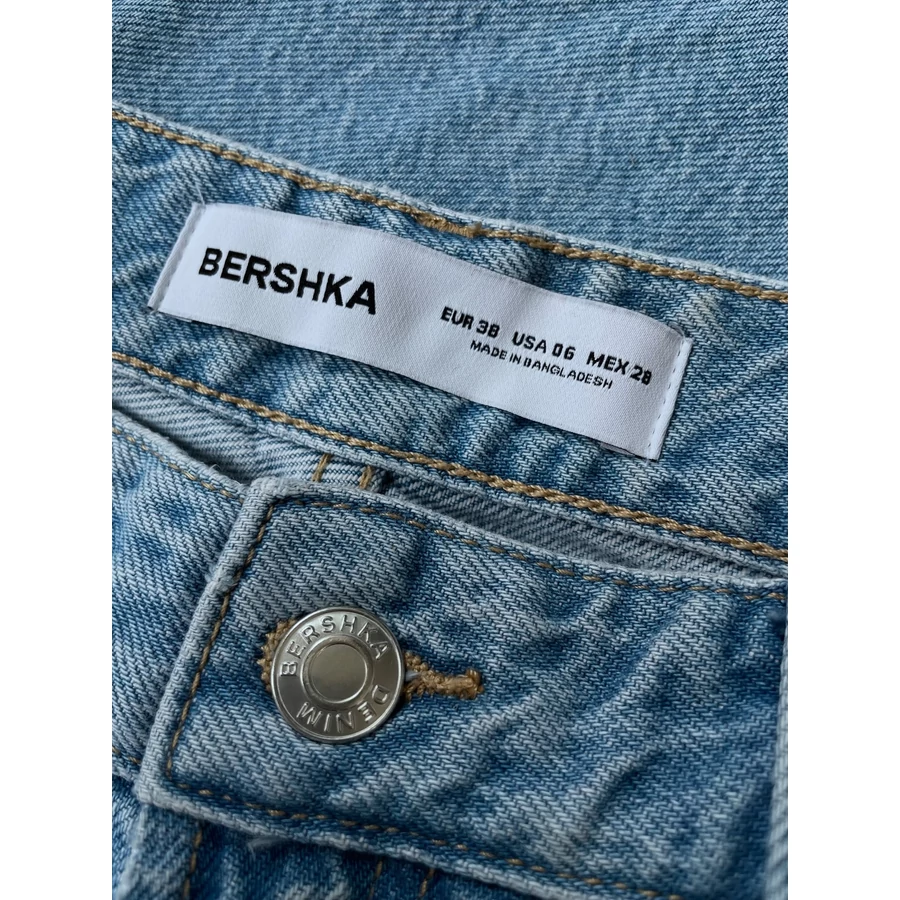 BERSHKA
EUR 38 USA 06 MEX 28
MADE IN BANGLADESH
BERSHKA
DENIM